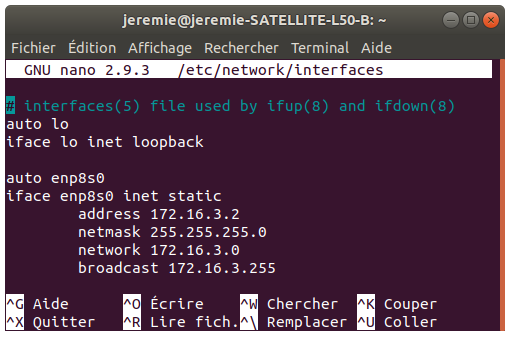 jeremie@jeremie-SATELLITE-L50-B: ~
Fichier Édition Affichage Rechercher Terminal Aide
GNU nano 2.9.3 /etc/network/interfaces
# interfaces(5) file used by ifup(8) and ifdown(8)
auto lo
iface lo inet loopback
auto enp8s0
iface enp8s0 inet static
address 172.16.3.2
netmask 255.255.255.0
network 172.16.3.0
broadcast 172.16.3.255
^G Aide ^O Écrire ^W Chercher ^K Couper
^X Quitter ^R Lire fich. ^\ Remplacer ^U Coller